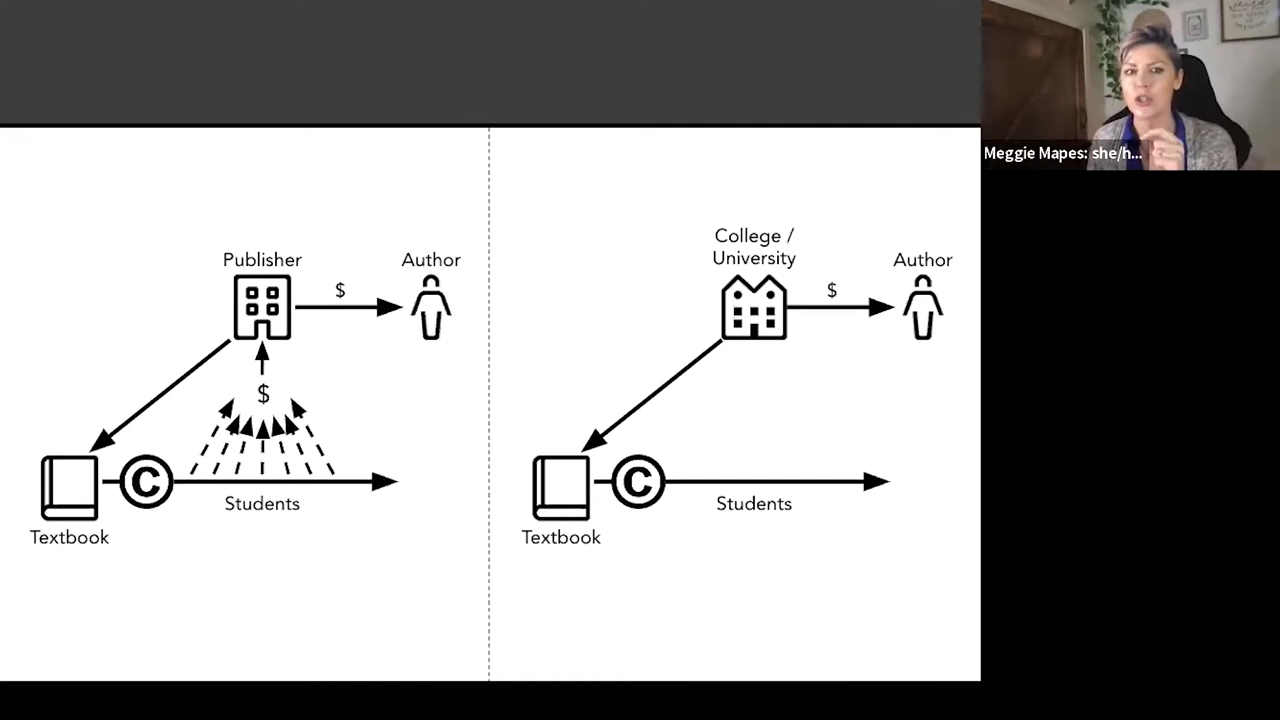 Publisher
Author
$
$
C
Students
Textbook
College /
University
Author
$
C
Students
Textbook
Meggie Mapes: she/h...